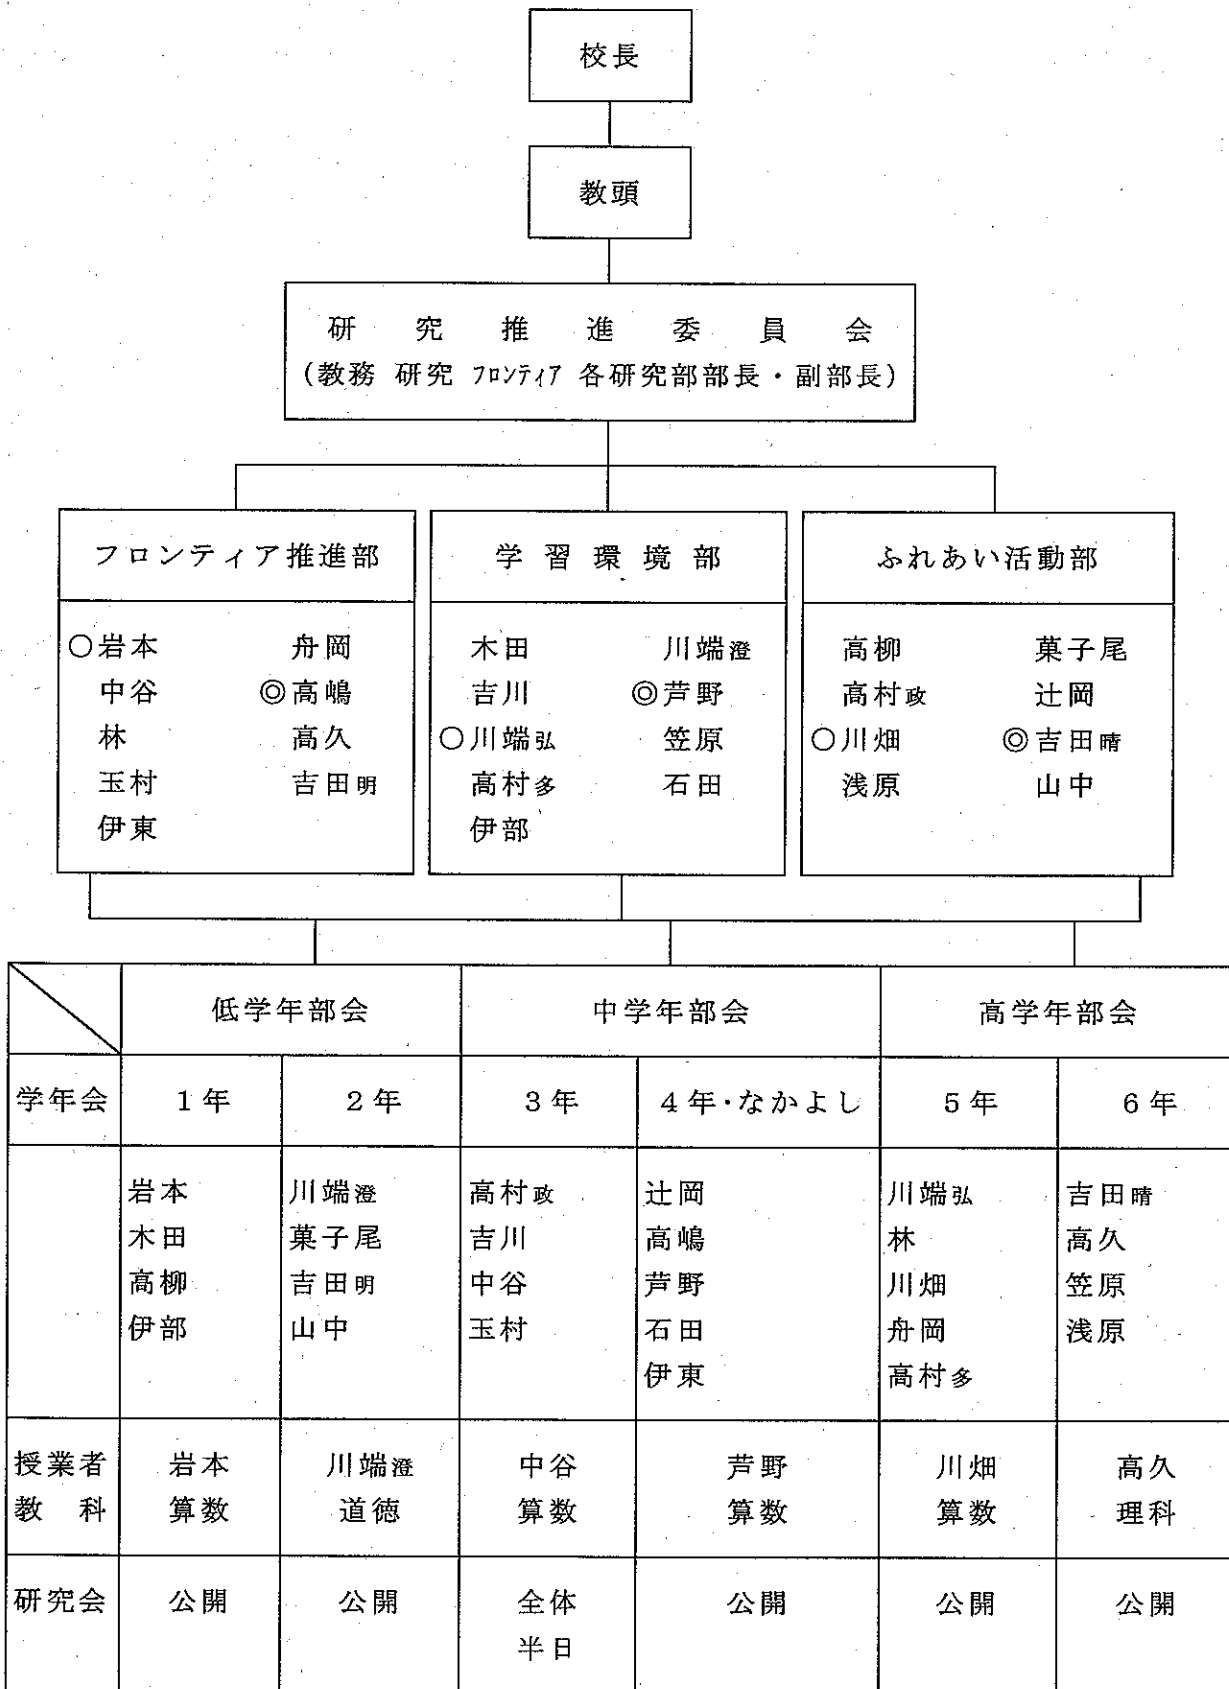 校長
教頭
研究推進委員会
(教務 研究 フロンティア 各研究部部長・副部長)
フロンティア推進部
○岩本 舟岡
中谷 ◎高嶋
林 高久
玉村 吉田明
伊東
学習環境部
木田 川端澄
吉川 ◎芦野
○川端弘 笠原
高村多 石田
伊部
ふれあい活動部
高柳 菓子尾
高村政 辻岡
○川畑 ◎吉田晴
浅原 山中
低学年部会 中学年部会 高学年部会
学年会 1年 2年 3年 4年・なかよし 5年 6年
岩本 川端澄 高村政 辻岡 川端弘 吉田晴
木田 菓子尾 吉川 高嶋 林 高久
高柳 吉田明 中谷 芦野 川畑 笠原
伊部 山中 玉村 石田 舟岡 浅原
伊東 高村多
授業者 岩本 川端澄 中谷 芦野 川畑 高久
教科 算数 道徳 算数 算数 算数 理科
研究会 公開 公開 全体 公開 公開 公開
半日